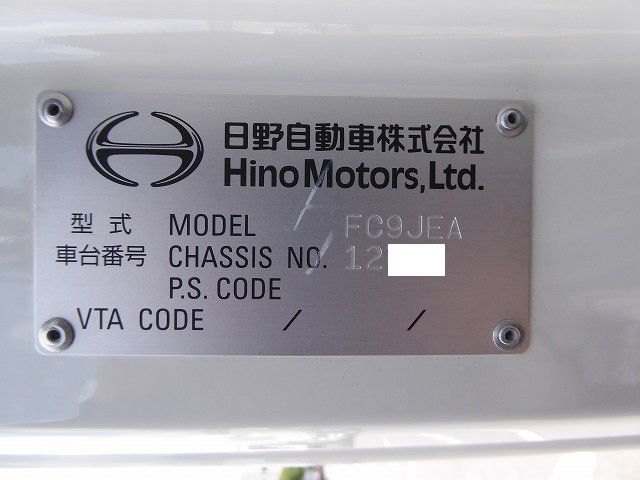 日野自動車株式会社
Hino Motors, Ltd.
型式 MODEL FC9JEA
車台番号 CHASSIS NO. 12
P.S. CODE
VTA CODE / /